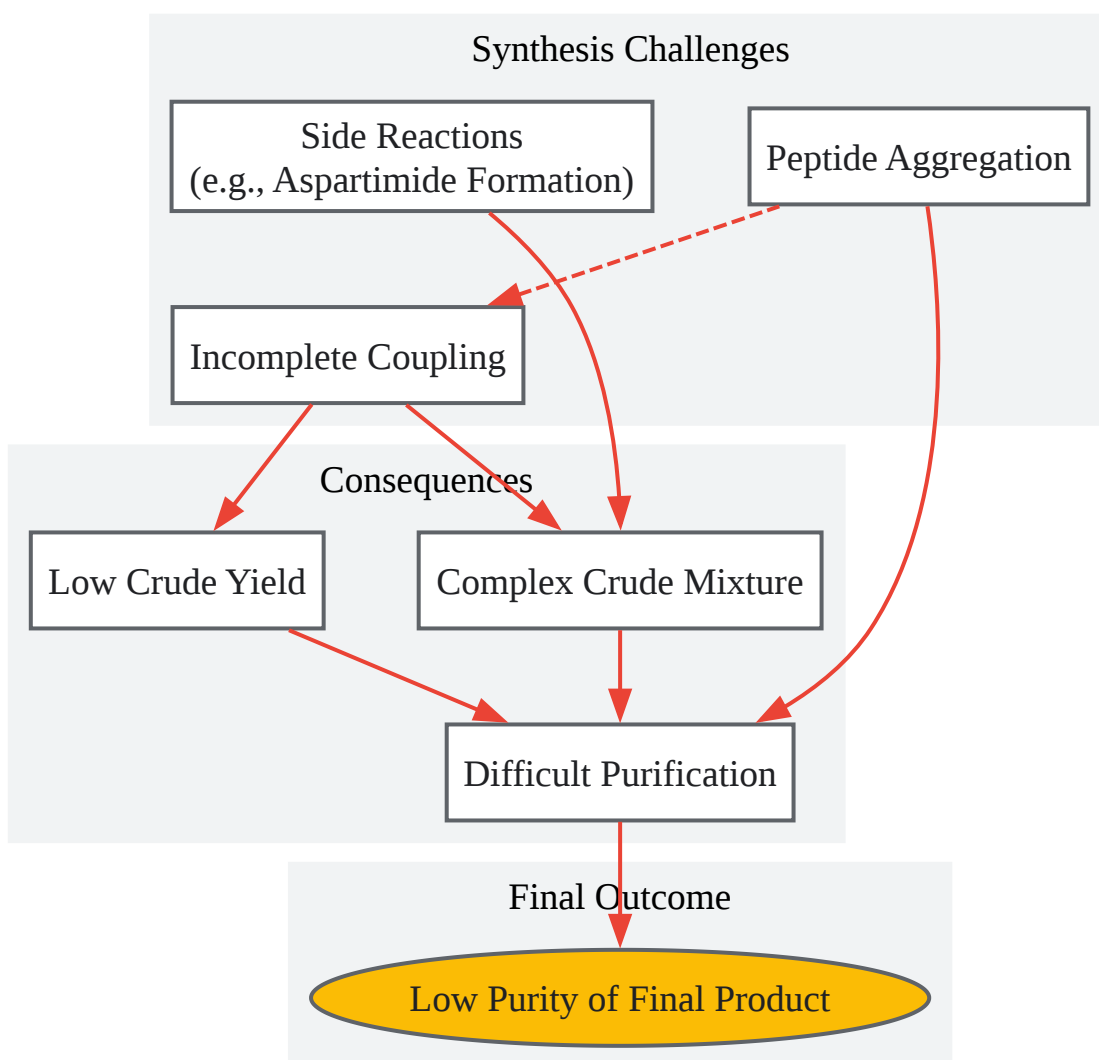 Synthesis Challenges
Side Reactions
(e.g., Aspartimide Formation)
Peptide Aggregation
Incomplete Coupling
Consequences
Low Crude Yield
Complex Crude Mixture
Difficult Purification
Final Outcome
Low Purity of Final Product